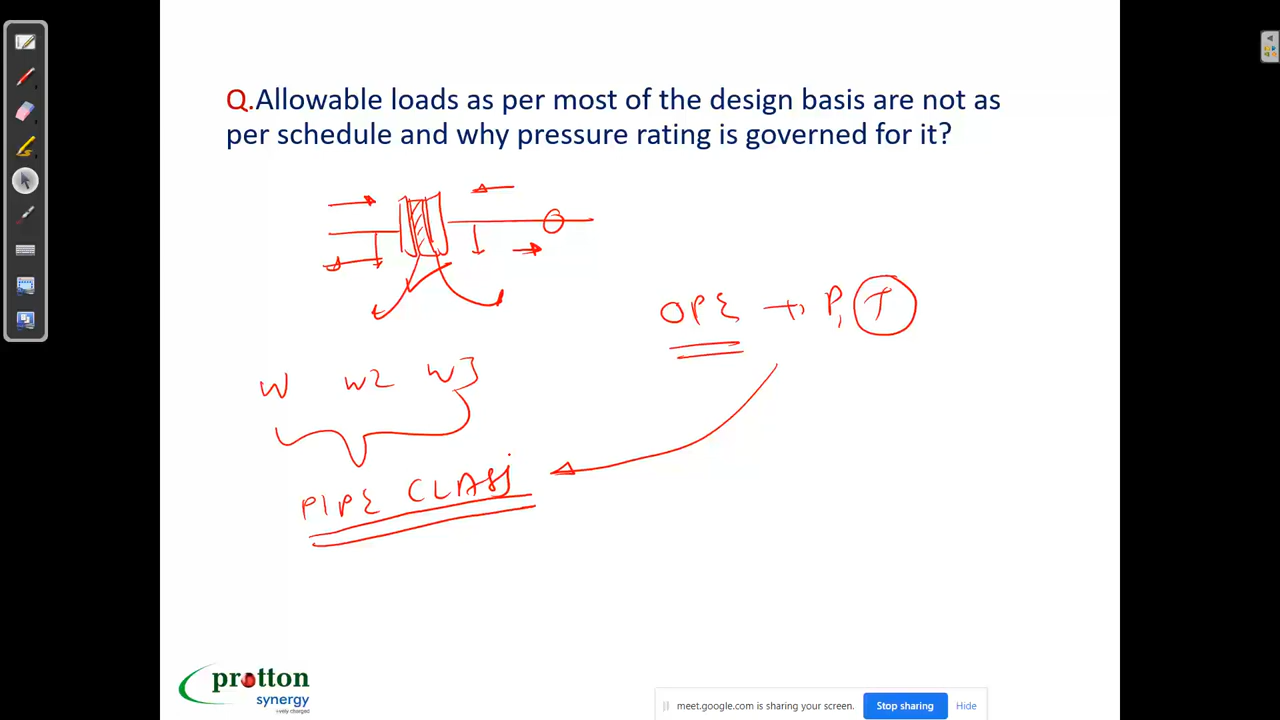 Q.Allowable loads as per most of the design basis are not as
per schedule and why pressure rating is governed for it?
OPE → P, T
W W2 W3
PIPE CLASS
protton
synergy
meet.google.com is sharing your screen. Stop sharing Hide